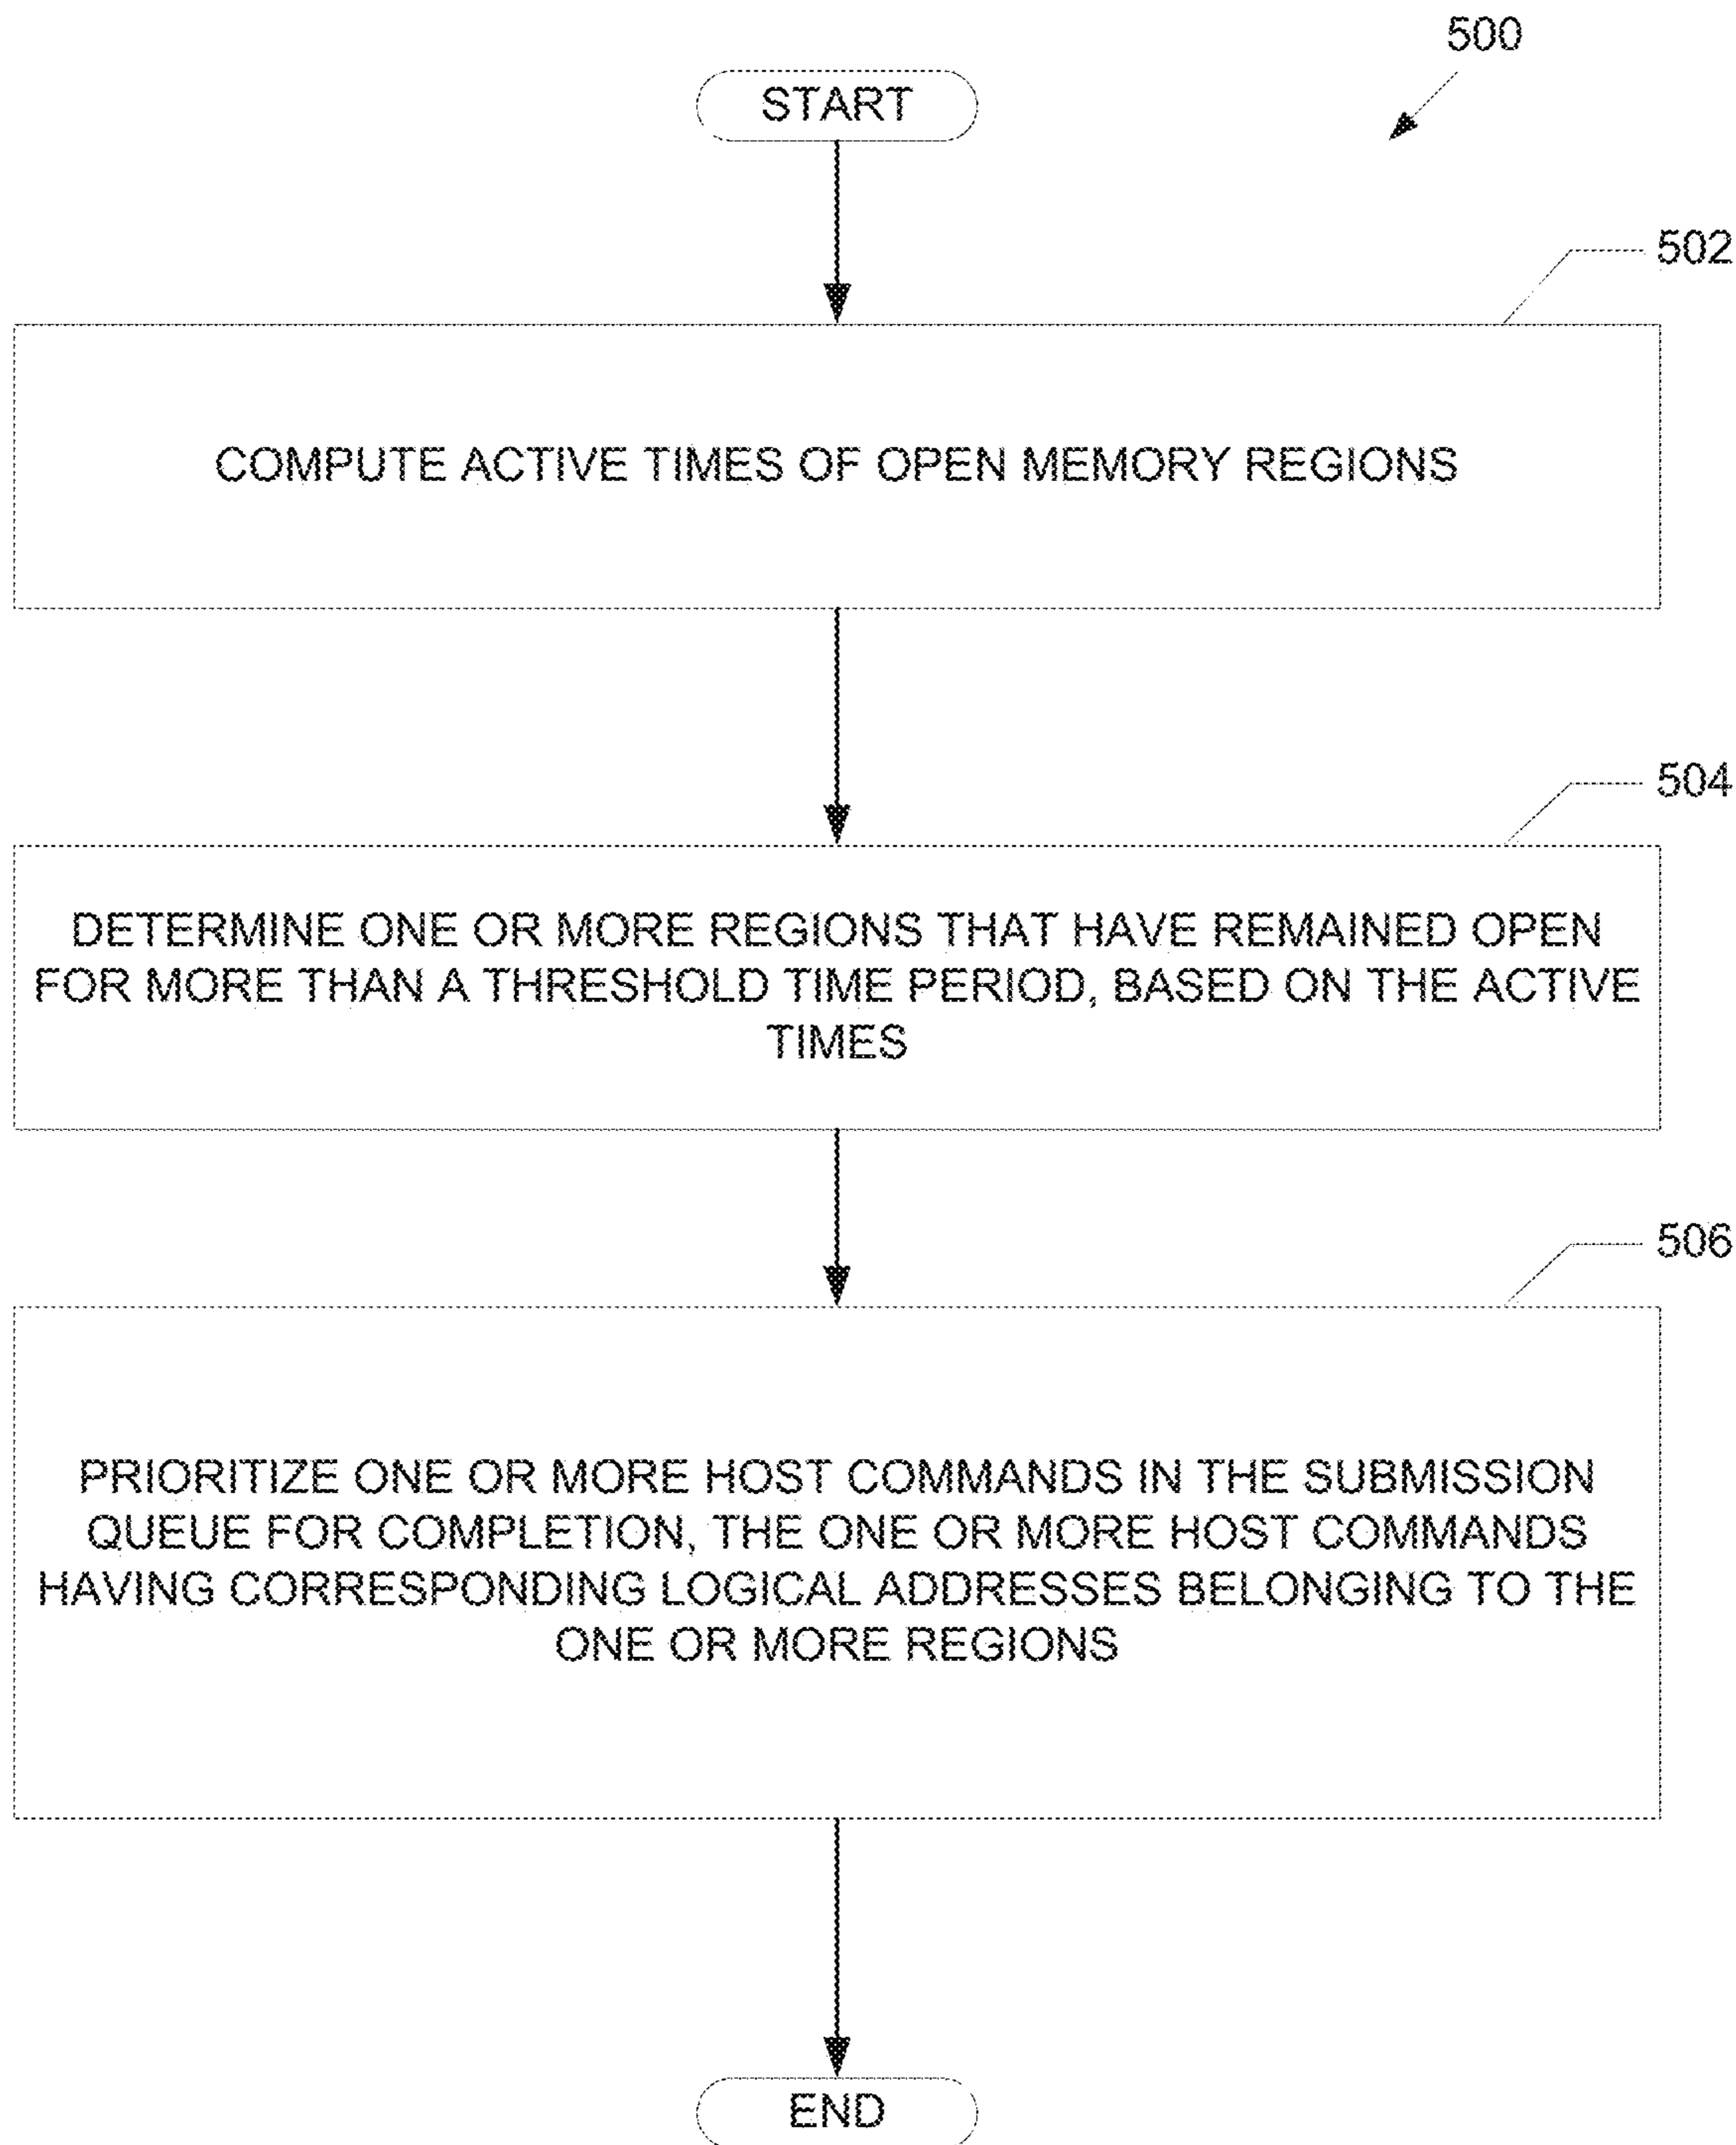 500
START
502
COMPUTE ACTIVE TIMES OF OPEN MEMORY REGIONS
504
DETERMINE ONE OR MORE REGIONS THAT HAVE REMAINED OPEN
FOR MORE THAN A THRESHOLD TIME PERIOD, BASED ON THE ACTIVE
TIMES
506
PRIORITIZE ONE OR MORE HOST COMMANDS IN THE SUBMISSION
QUEUE FOR COMPLETION, THE ONE OR MORE HOST COMMANDS
HAVING CORRESPONDING LOGICAL ADDRESSES BELONGING TO THE
ONE OR MORE REGIONS
END